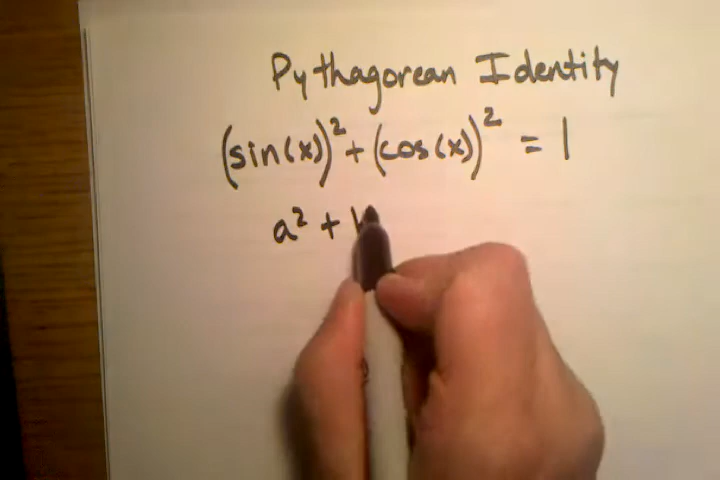 Pythagorean Identity
(sin(x))² + (cos(x))² = 1
a² +